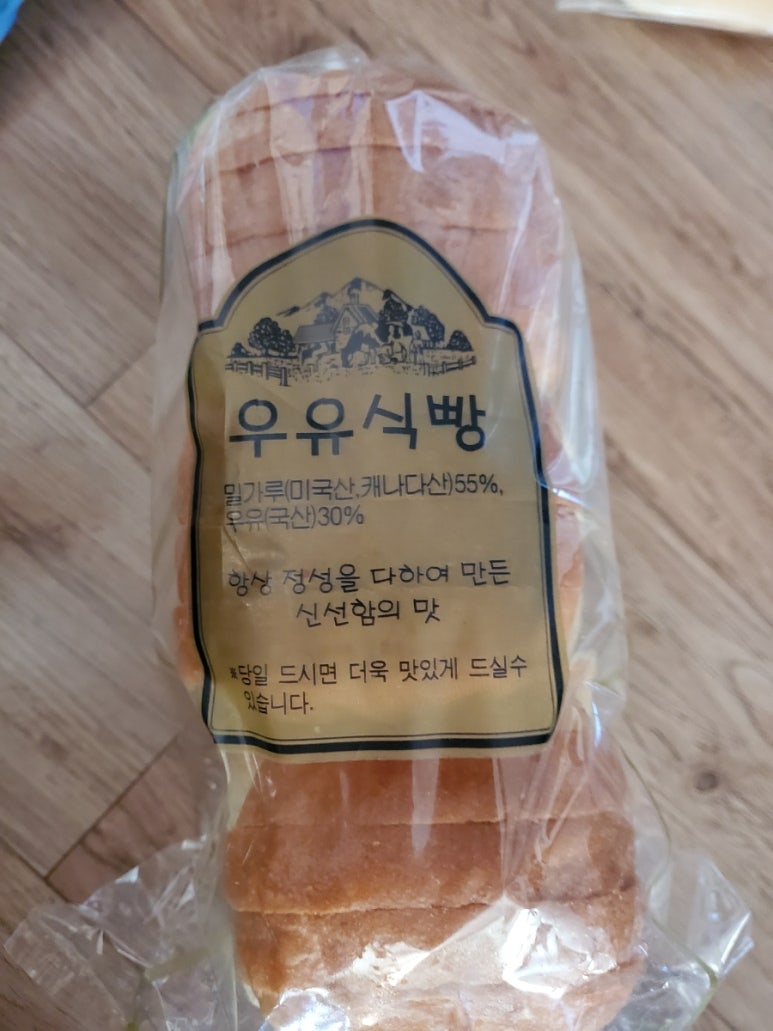 우유식빵
밀가루(미국산,캐나다산)55%,
우유(국산)30%
항상 정성을 다하여 만든
신선함의 맛
*당일 드시면 더욱 맛있게 드실수
있습니다.